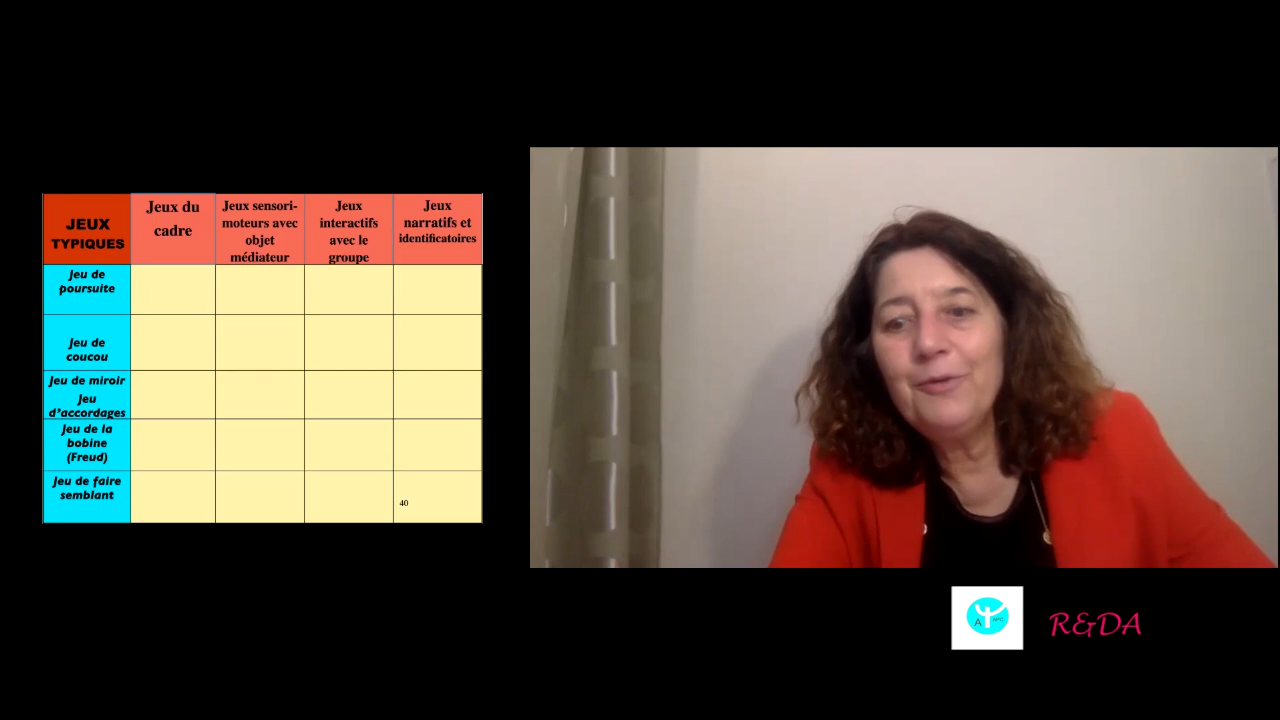 JEUX
TYPIQUES
Jeux du
cadre
Jeux sensori-
moteurs avec
objet
médiateur
Jeux
interactifs
avec le
groupe
Jeux
narratifs et
identificatoires
Jeu de
poursuite
Jeu de
coucou
Jeu de miroir
Jeu
d'accordages
Jeu de la
bobine
(Freud)
Jeu de faire
semblant
40
R&DA